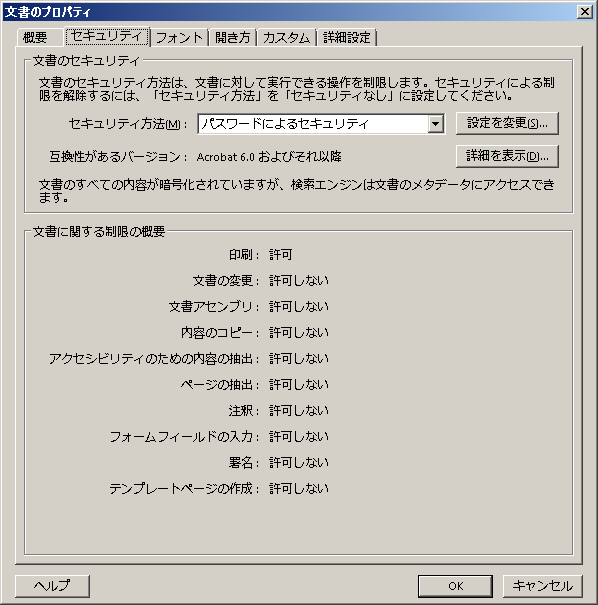 文書のプロパティ
概要 セキュリティ フォント 開き方 カスタム 詳細設定
文書のセキュリティ
文書のセキュリティ方法は、文書に対して実行できる操作を制限します。セキュリティによる制
限を解除するには、「セキュリティ方法」を「セキュリティなし」に設定してください。
セキュリティ方法(M): パスワードによるセキュリティ 設定を変更(S)...
互換性があるバージョン: Acrobat 6.0 およびそれ以降 詳細を表示(D)...
文書のすべての内容が暗号化されていますが、検索エンジンは文書のメタデータにアクセスでき
ます。
文書に関する制限の概要
印刷: 許可
文書の変更: 許可しない
文書アセンブリ: 許可しない
内容のコピー: 許可しない
アクセシビリティのための内容の抽出: 許可しない
ページの抽出: 許可しない
注釈: 許可しない
フォームフィールドの入力: 許可しない
署名: 許可しない
テンプレートページの作成: 許可しない
ヘルプ OK キャンセル